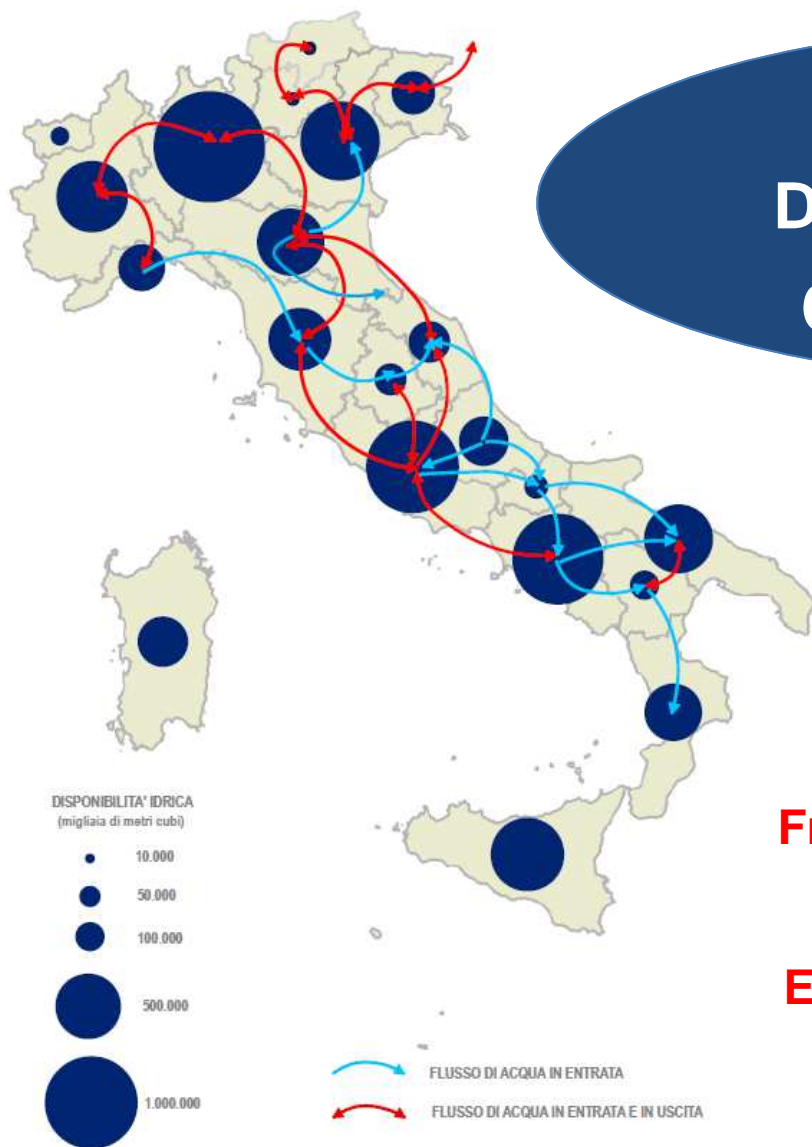 D
DISPONIBILITA' IDRICA
(migliaia di metri cubi)
10.000
50.000
100.000
500.000
1.000.000
FLUSSO DI ACQUA IN ENTRATA
FLUSSO DI ACQUA IN ENTRATA E IN USCITA
E